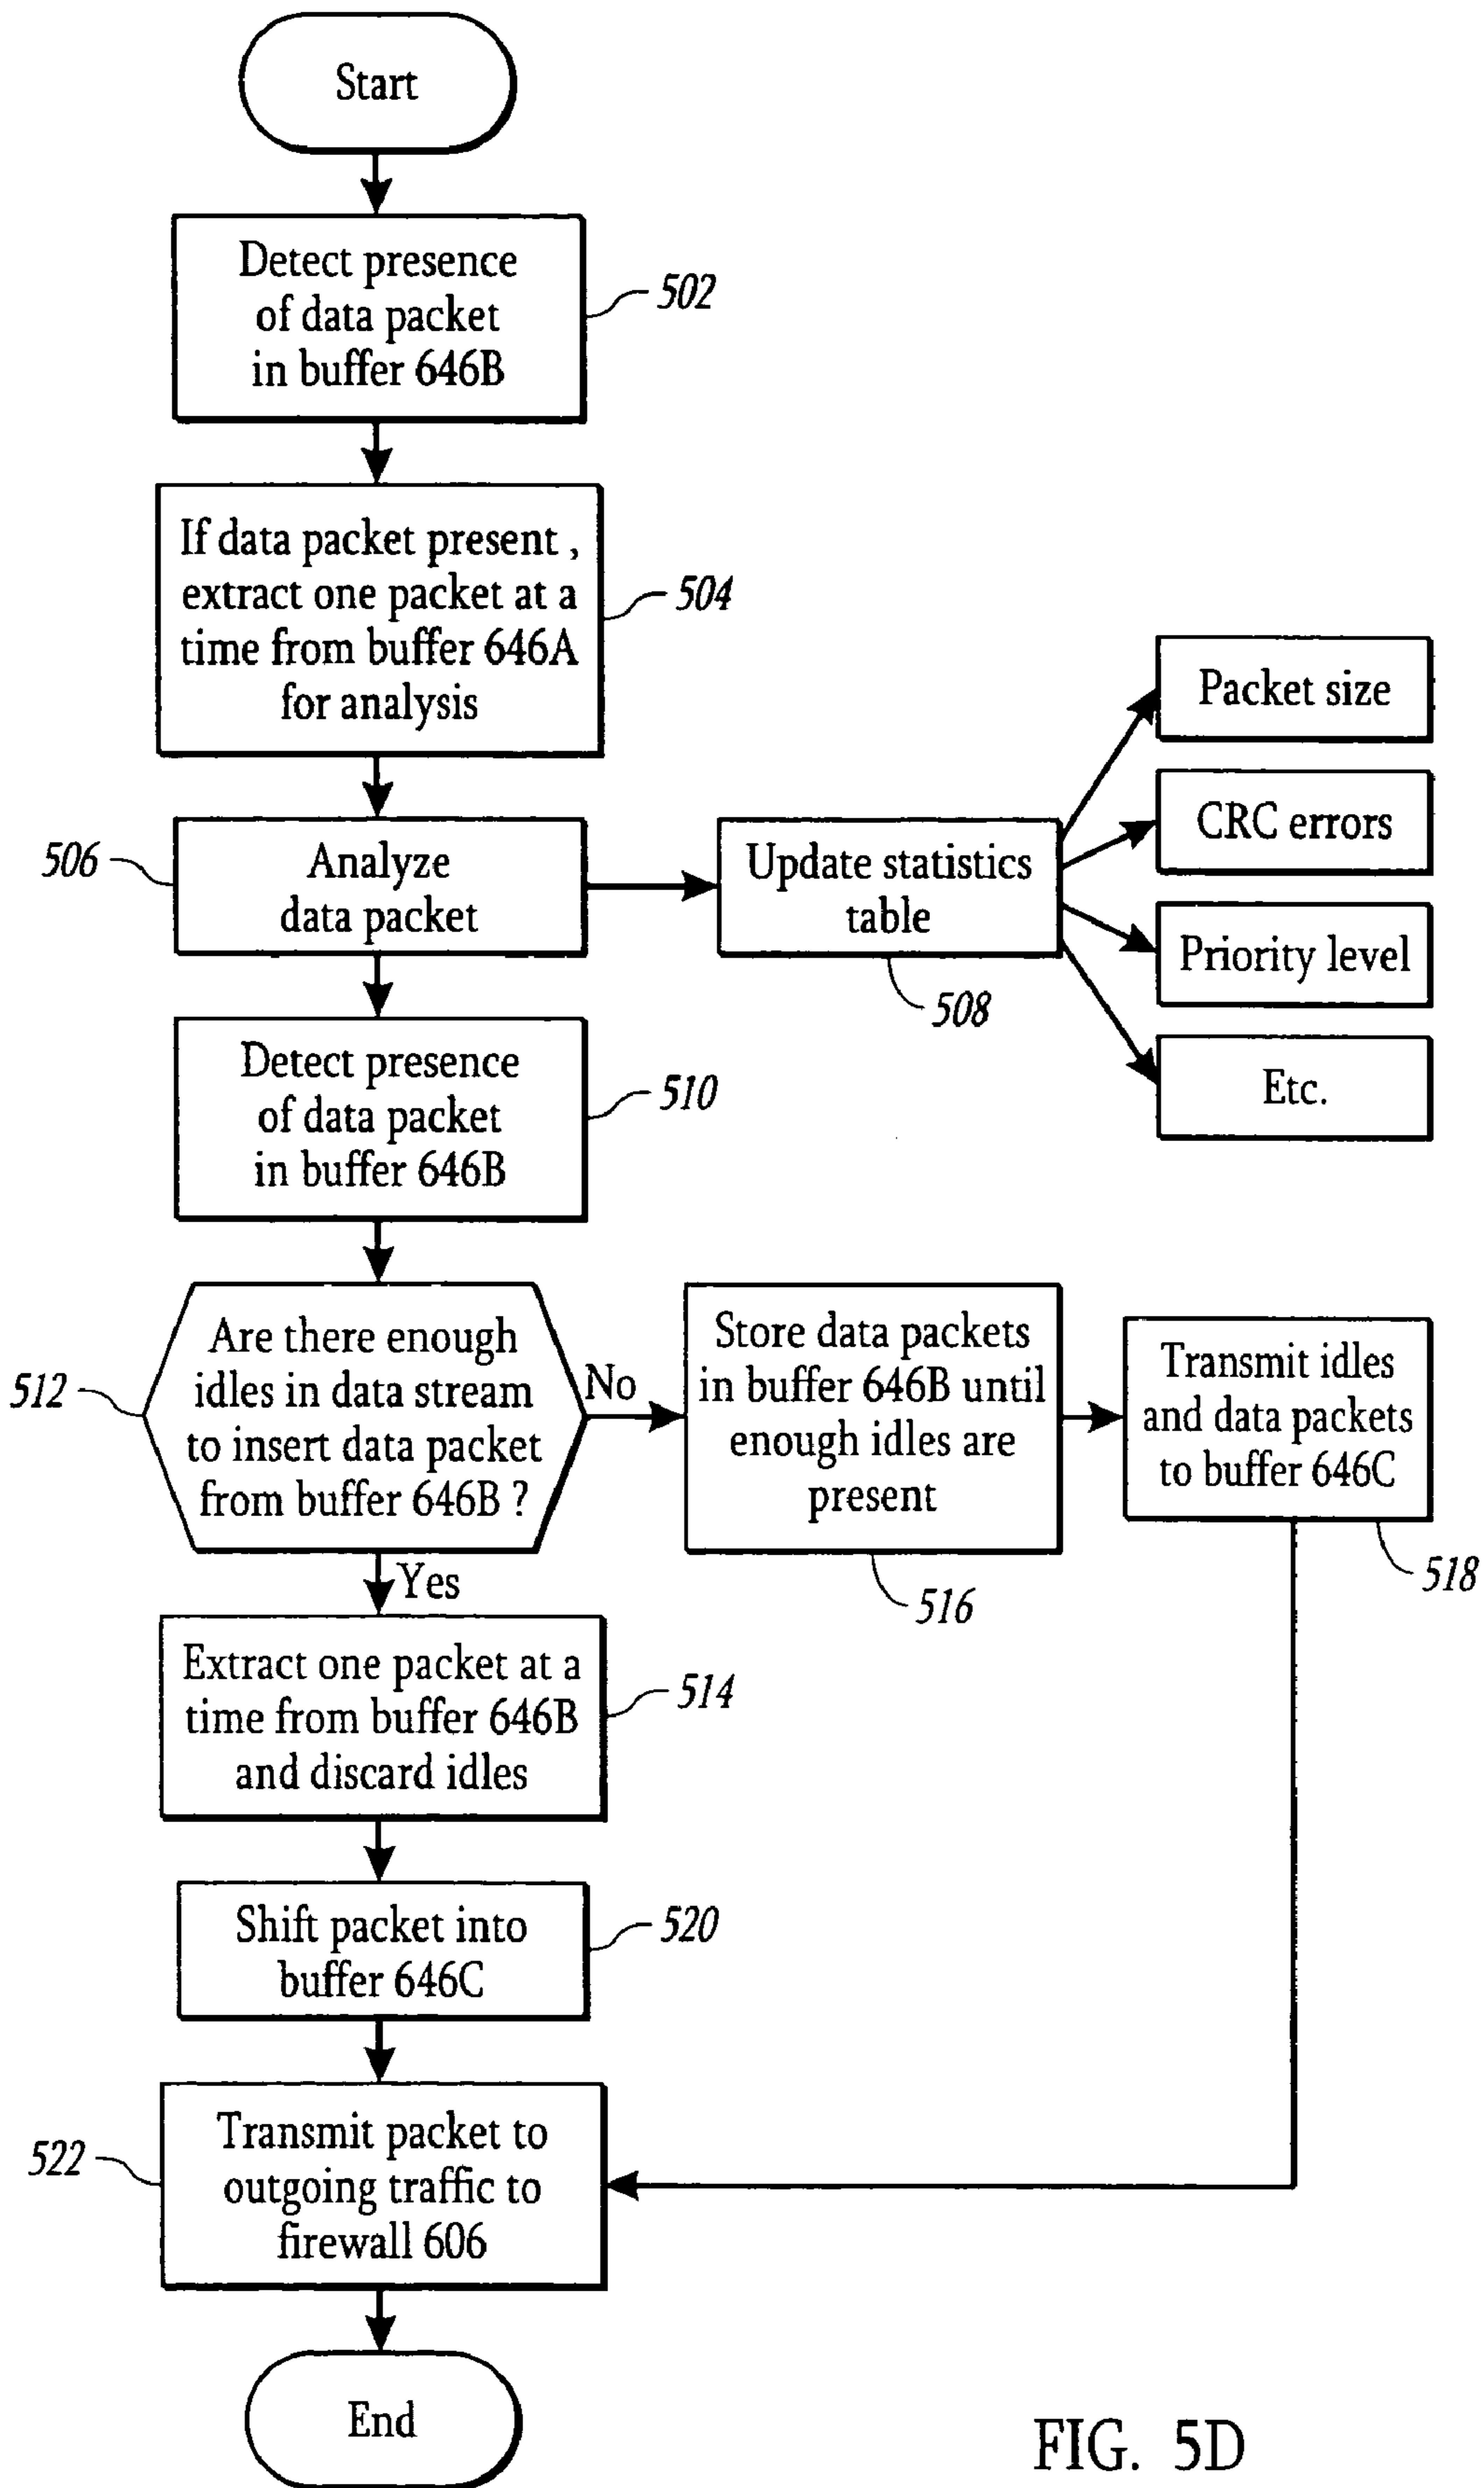 Start
Detect presence
of data packet
in buffer 646B
502
If data packet present ,
extract one packet at a
time from buffer 646A
for analysis
504
506
Analyze
data packet
Update statistics
table
508
Packet size
CRC errors
Priority level
Etc.
Detect presence
of data packet
in buffer 646B
510
512
Are there enough
idles in data stream
to insert data packet
from buffer 646B ?
No
Store data packets
in buffer 646B until
enough idles are
present
516
Transmit idles
and data packets
to buffer 646C
518
Yes
Extract one packet at a
time from buffer 646B
and discard idles
514
Shift packet into
buffer 646C
520
522
Transmit packet to
outgoing traffic to
firewall 606
End
FIG. 5D